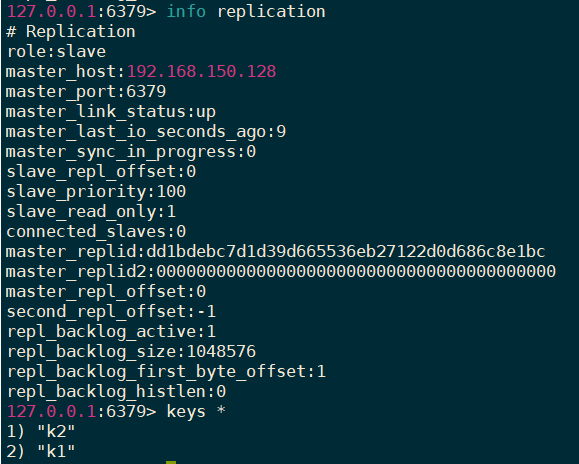 127.0.0.1:6379> info replication
# Replication
role:slave
master_host:192.168.150.128
master_port:6379
master_link_status:up
master_last_io_seconds_ago:9
master_sync_in_progress:0
slave_repl_offset:0
slave_priority:100
slave_read_only:1
connected_slaves:0
master_replid:dd1bdebc7d1d39d665536eb27122d0d686c8e1bc
master_replid2:0000000000000000000000000000000000000000
master_repl_offset:0
second_repl_offset:-1
repl_backlog_active:1
repl_backlog_size:1048576
repl_backlog_first_byte_offset:1
repl_backlog_histlen:0
127.0.0.1:6379> keys *
1) "k2"
2) "k1"